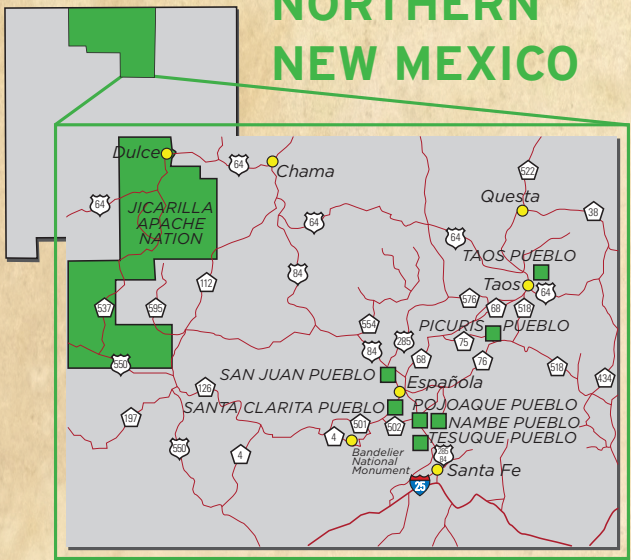 NORTHERN
NEW MEXICO
Dulce
64
Chama
522
Questa
64
JICARILLA
APACHE
NATION
64
38
64
TAOS PUEBLO
84
112
Taos
64
576
68
518
537
595
554
285
PICURIS PUEBLO
84
68
75
76
550
518
SAN JUAN PUEBLO
434
126
Española
SANTA CLARITA PUEBLO
POJOAQUE PUEBLO
197
501
502
NAMBE PUEBLO
4
TESUQUE PUEBLO
550
4
Bandelier
National
Monument
285
84
Santa Fe
25